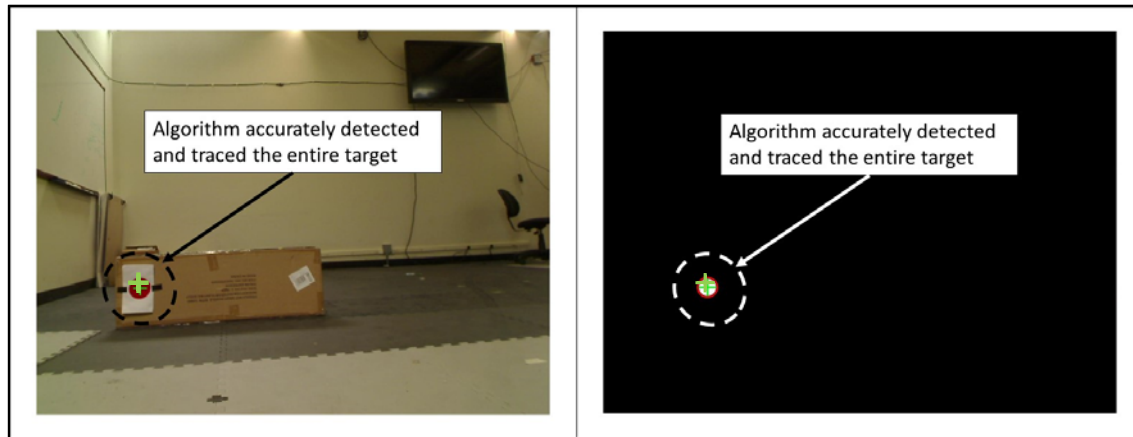 Algorithm accurately detected
and traced the entire target
Algorithm accurately detected
and traced the entire target